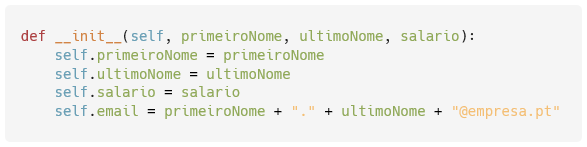 def __init__(self, primeiroNome, ultimoNome, salario):
    self.primeiroNome = primeiroNome
    self.ultimoNome = ultimoNome
    self.salario = salario
    self.email = primeiroNome + "." + ultimoNome + "@empresa.pt"